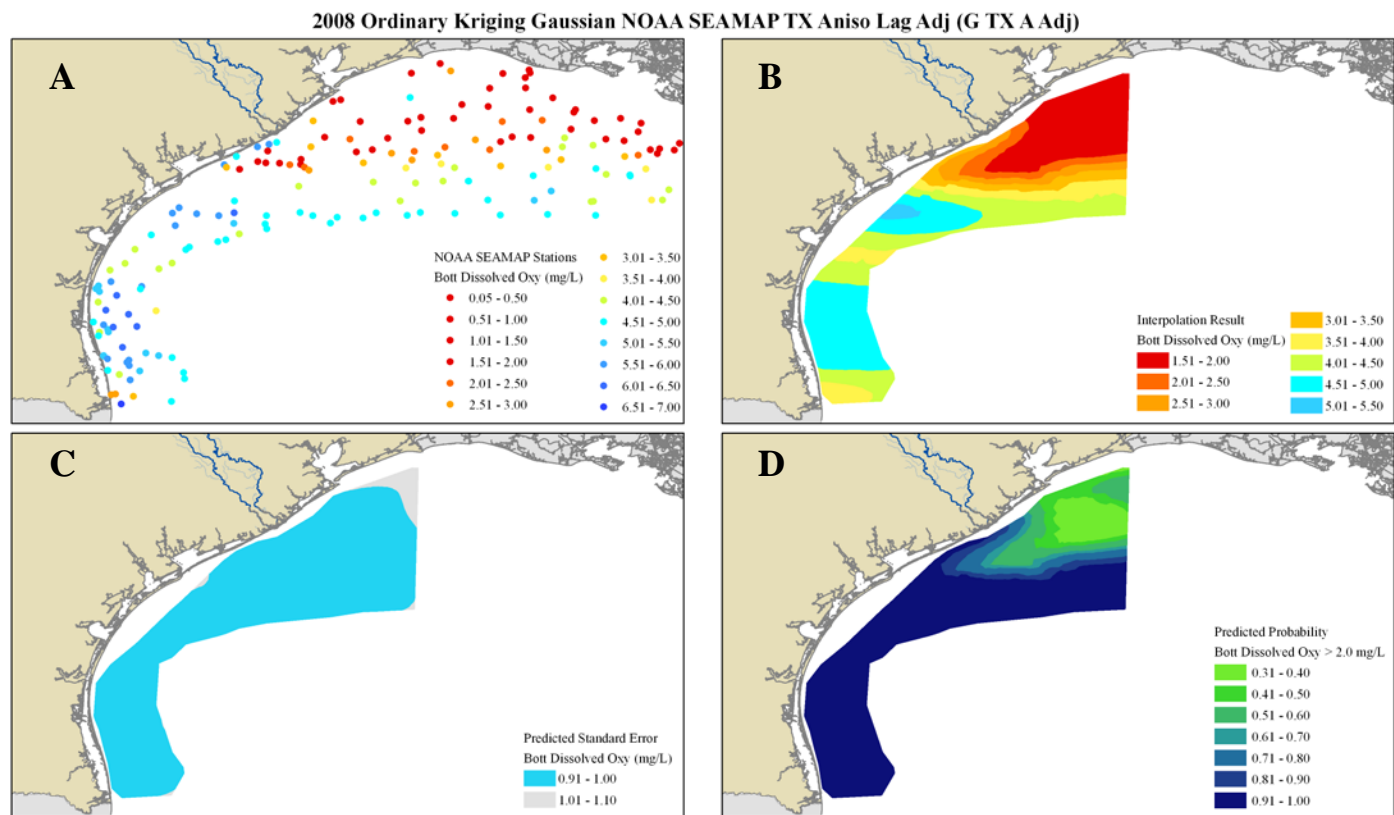 2008 Ordinary Kriging Gaussian NOAA SEAMAP TX Aniso Lag Adj (G TX A Adj)
A
NOAA SEAMAP Stations
Bott Dissolved Oxy (mg/L)
0.05 - 0.50
0.51 - 1.00
1.01 - 1.50
1.51 - 2.00
2.01 - 2.50
2.51 - 3.00
3.01 - 3.50
3.51 - 4.00
4.01 - 4.50
4.51 - 5.00
5.01 - 5.50
5.51 - 6.00
6.01 - 6.50
6.51 - 7.00
B
Interpolation Result
Bott Dissolved Oxy (mg/L)
1.51 - 2.00
2.01 - 2.50
2.51 - 3.00
3.01 - 3.50
3.51 - 4.00
4.01 - 4.50
4.51 - 5.00
5.01 - 5.50
C
Predicted Standard Error
Bott Dissolved Oxy (mg/L)
0.91 - 1.00
1.01 - 1.10
D
Predicted Probability
Bott Dissolved Oxy > 2.0 mg/L
0.31 - 0.40
0.41 - 0.50
0.51 - 0.60
0.61 - 0.70
0.71 - 0.80
0.81 - 0.90
0.91 - 1.00